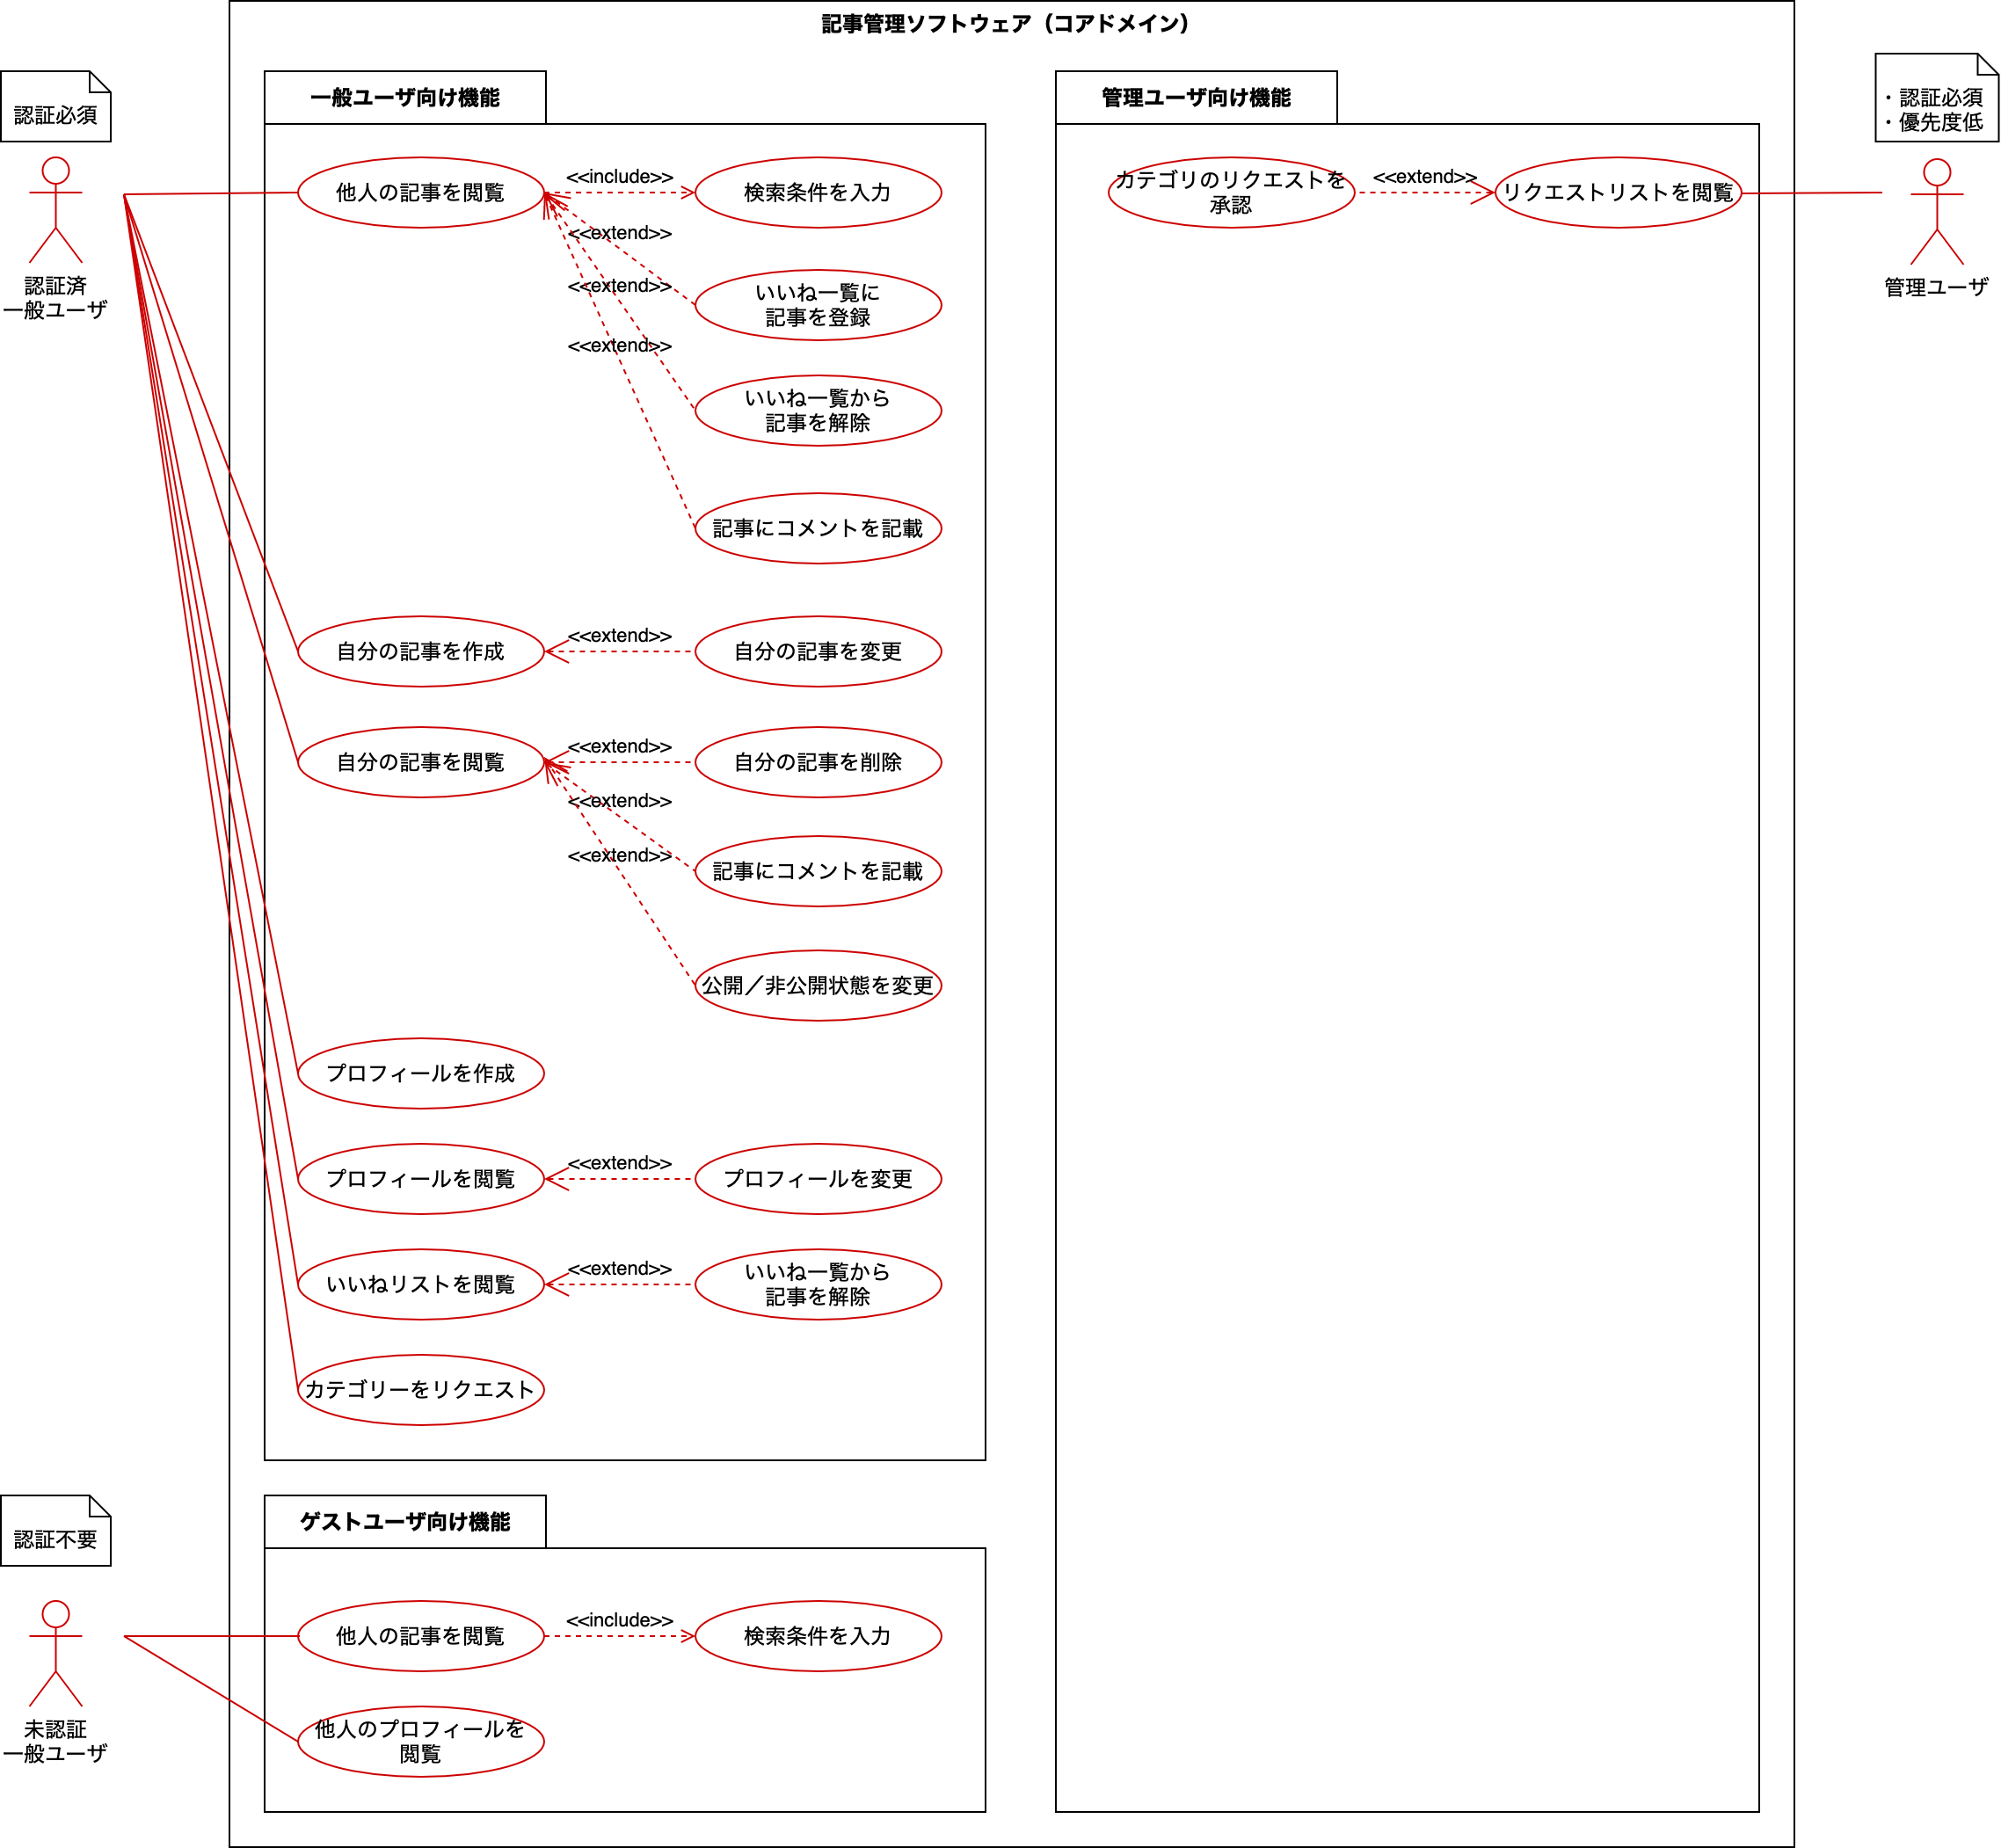 記事管理ソフトウェア（コアドメイン）
認証必須
認証済
一般ユーザ
一般ユーザ向け機能
他人の記事を閲覧
<<include>>
検索条件を入力
<<extend>>
いいね一覧に
記事を登録
<<extend>>
いいね一覧から
記事を解除
<<extend>>
記事にコメントを記載
自分の記事を作成
<<extend>>
自分の記事を変更
自分の記事を閲覧
<<extend>>
自分の記事を削除
<<extend>>
記事にコメントを記載
<<extend>>
公開／非公開状態を変更
プロフィールを作成
プロフィールを閲覧
<<extend>>
プロフィールを変更
いいねリストを閲覧
<<extend>>
いいね一覧から
記事を解除
カテゴリーをリクエスト
管理ユーザ向け機能
カテゴリのリクエストを
承認
<<extend>>
リクエストリストを閲覧
・認証必須
・優先度低
管理ユーザ
認証不要
未認証
一般ユーザ
ゲストユーザ向け機能
他人の記事を閲覧
<<include>>
検索条件を入力
他人のプロフィールを
閲覧